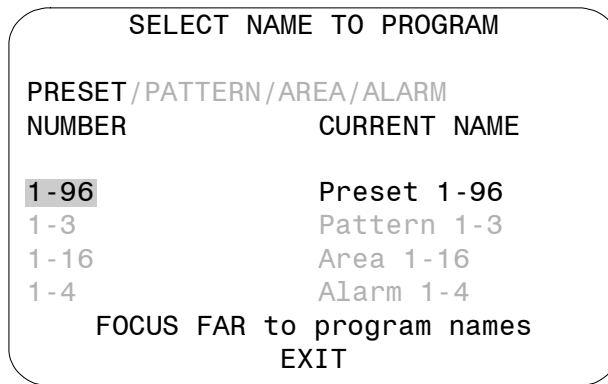 SELECT NAME TO PROGRAM
PRESET/PATTERN/AREA/ALARM
NUMBER CURRENT NAME
1-96 Preset 1-96
1-3 Pattern 1-3
1-16 Area 1-16
1-4 Alarm 1-4
FOCUS FAR to program names
EXIT